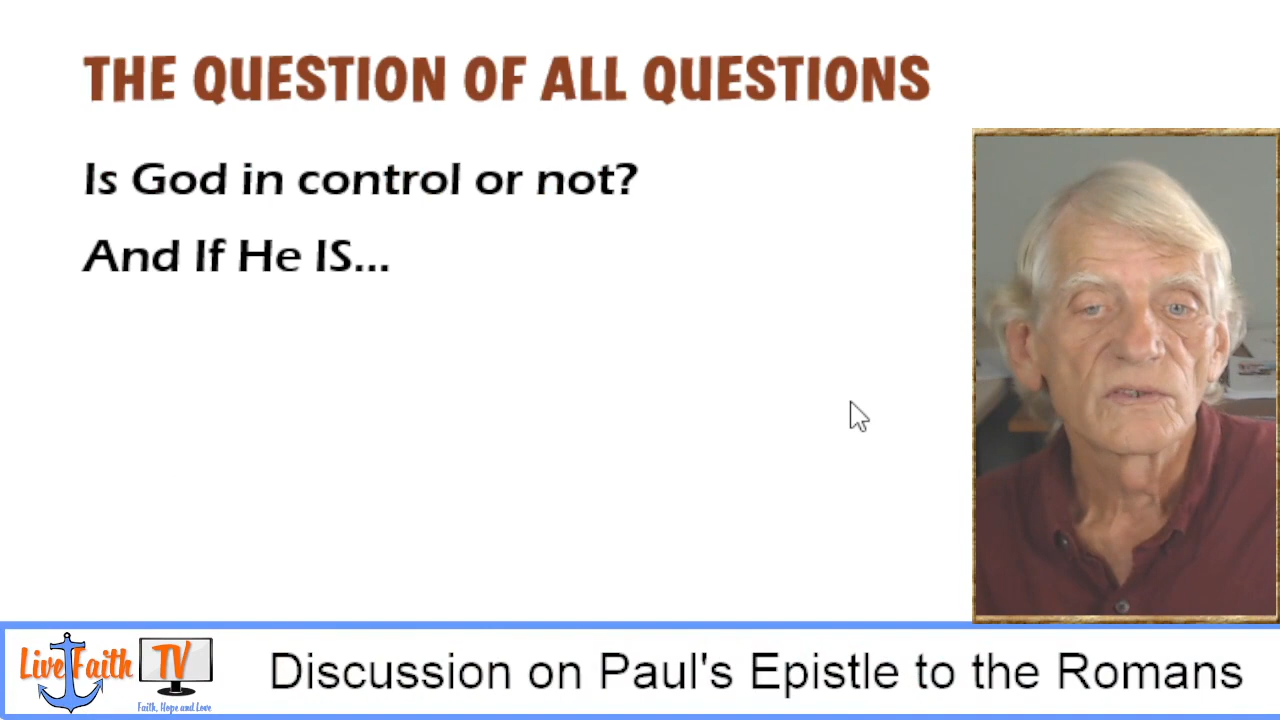 THE QUESTION OF ALL QUESTIONS
Is God in control or not?
And If He IS...
Live Faith TV
Faith, Hope and Love
Discussion on Paul's Epistle to the Romans